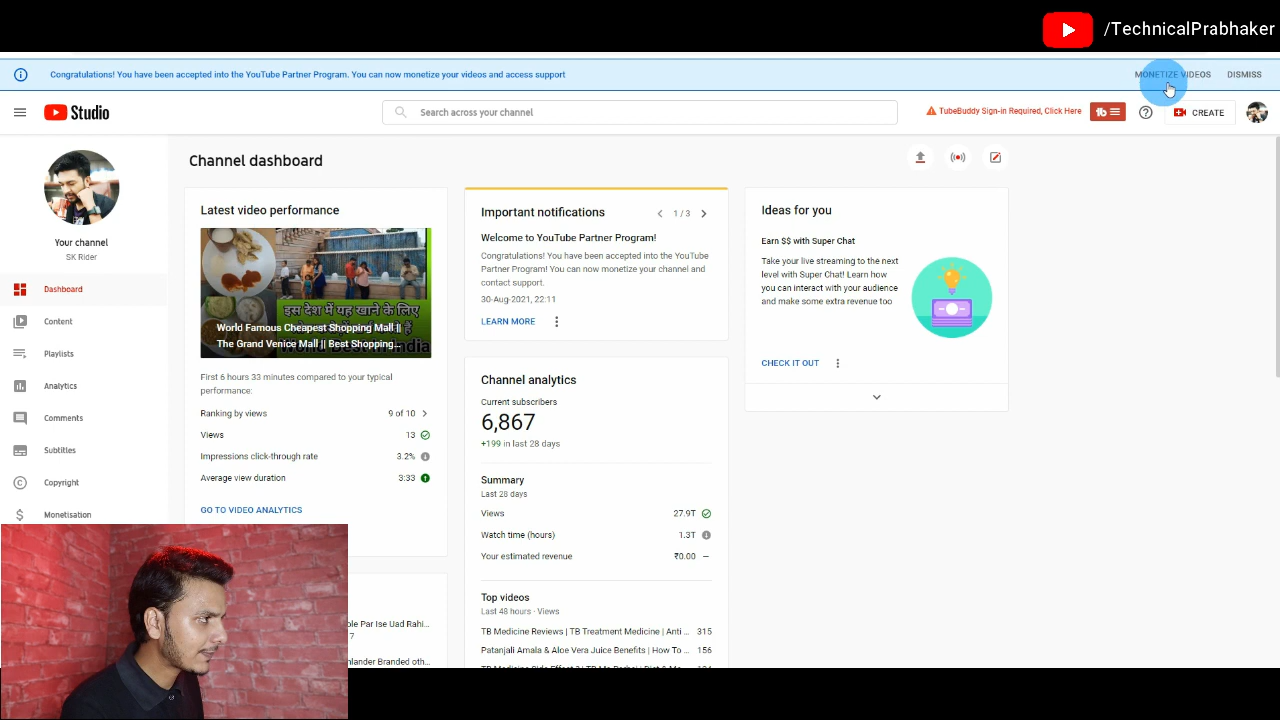 /TechnicalPrabhaker
Congratulations! You have been accepted into the YouTube Partner Program. You can now monetize your videos and access support
MONETIZE VIDEOS
DISMISS
Studio
Search across your channel
TubeBuddy Sign-in Required, Click Here
CREATE
Your channel
SK Rider
Dashboard
Content
Playlists
Analytics
Comments
Subtitles
Copyright
Monetisation
Channel dashboard
Latest video performance
इस देश में यह खाने के लिए
World Famous Cheapest Shopping Mall ||
The Grand Venice Mall || Best Shopping...
First 6 hours 33 minutes compared to your typical
performance:
Ranking by views 9 of 10
Views 13
Impressions click-through rate 3.2%
Average view duration 3:33
GO TO VIDEO ANALYTICS
ble Par Ise Uad Rahi...
7
hlander Branded oth...
Important notifications
1 / 3
Welcome to YouTube Partner Program!
Congratulations! You have been accepted into the YouTube
Partner Program! You can now monetize your channel and
contact support.
30-Aug-2021, 22:11
LEARN MORE
Channel analytics
Current subscribers
6,867
+199 in last 28 days
Summary
Last 28 days
Views 27.9T
Watch time (hours) 1.3T
Your estimated revenue ₹0.00 —
Top videos
Last 48 hours · Views
TB Medicine Reviews | TB Treatment Medicine | Anti ... 315
Patanjali Amala & Aloe Vera Juice Benefits | How To ... 156
Ideas for you
Earn $$ with Super Chat
Take your live streaming to the next
level with Super Chat! Learn how
you can interact with your audience
and make some extra revenue too
CHECK IT OUT